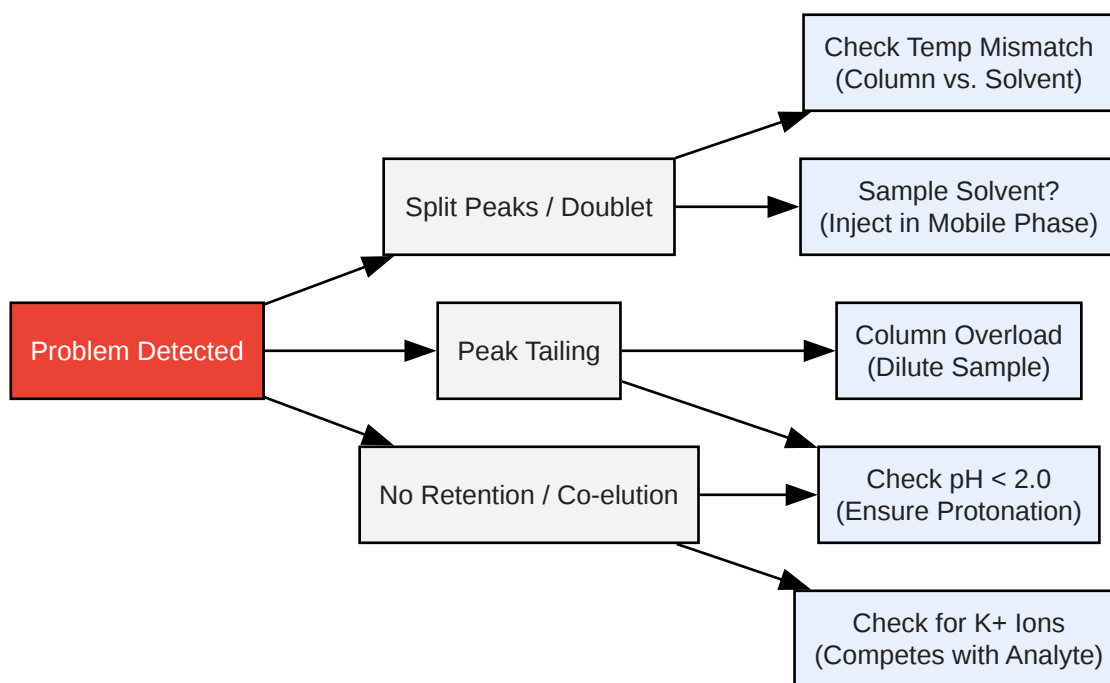 Check Temp Mismatch
(Column vs. Solvent)
Split Peaks / Doublet
Sample Solvent?
(Inject in Mobile Phase)
Problem Detected
Peak Tailing
Column Overload
(Dilute Sample)
No Retention / Co-elution
Check pH < 2.0
(Ensure Protonation)
Check for K+ Ions
(Competes with Analyte)